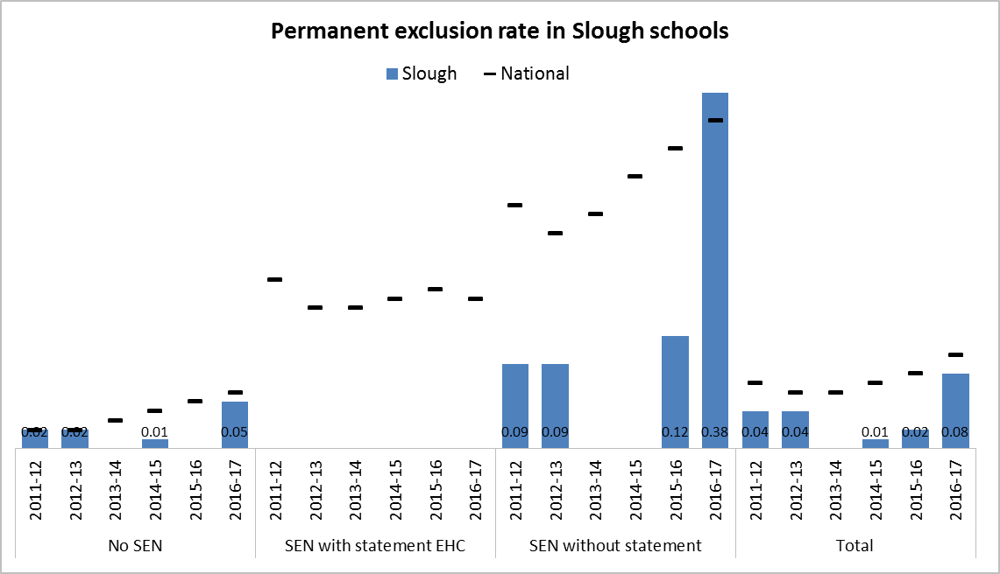 Permanent exclusion rate in Slough schools
Slough National
0.02 0.02 0.01 0.05 0.09 0.09 0.12 0.38 0.04 0.04 0.01 0.02 0.08
2011-12 2012-13 2013-14 2014-15 2015-16 2016-17 2011-12 2012-13 2013-14 2014-15 2015-16 2016-17 2011-12 2012-13 2013-14 2014-15 2015-16 2016-17 2011-12 2012-13 2013-14 2014-15 2015-16 2016-17
No SEN SEN with statement EHC SEN without statement Total